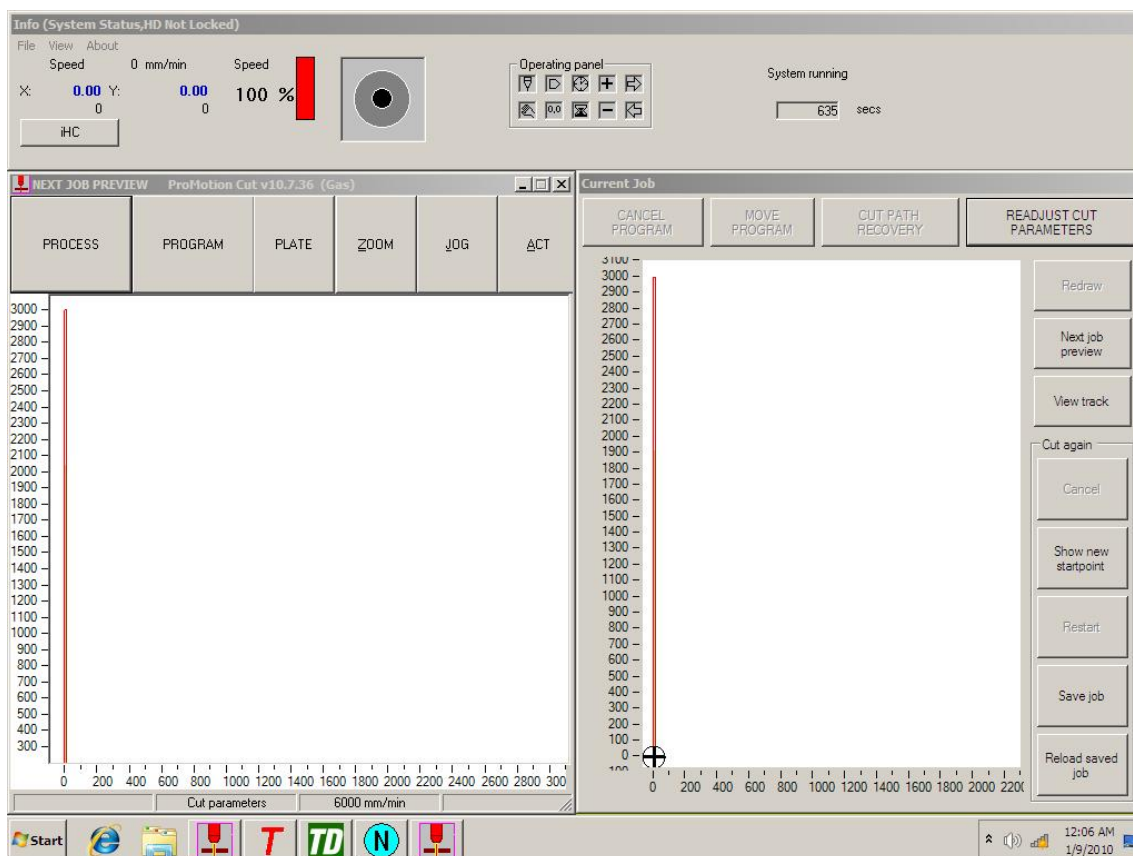 Info (System Status,HD Not Locked)
File View About
Speed 0 mm/min Speed
X: 0.00 Y: 0.00 100 %
0 0
iHC
Operating panel
0,0
System running
635 secs
NEXT JOB PREVIEW ProMotion Cut v10.7.36 (Gas)
PROCESS PROGRAM PLATE ZOOM JOG ACT
3000
2900
2800
2700
2600
2500
2400
2300
2200
2100
2000
1900
1800
1700
1600
1500
1400
1300
1200
1100
1000
900
800
700
600
500
400
300
0 200 400 600 800 1000 1200 1400 1600 1800 2000 2200 2400 2600 2800 300
Cut parameters 6000 mm/min
Current Job
CANCEL PROGRAM
MOVE PROGRAM
CUT PATH RECOVERY
READJUST CUT PARAMETERS
3100
3000
2900
2800
2700
2600
2500
2400
2300
2200
2100
2000
1900
1800
1700
1600
1500
1400
1300
1200
1100
1000
900
800
700
600
500
400
300
200
100
0
100
0 200 400 600 800 1000 1200 1400 1600 1800 2000 220
Redraw
Next job
preview
View track
Cut again
Cancel
Show new
startpoint
Restart
Save job
Reload saved
job
Start T TD N
12:06 AM
1/9/2010